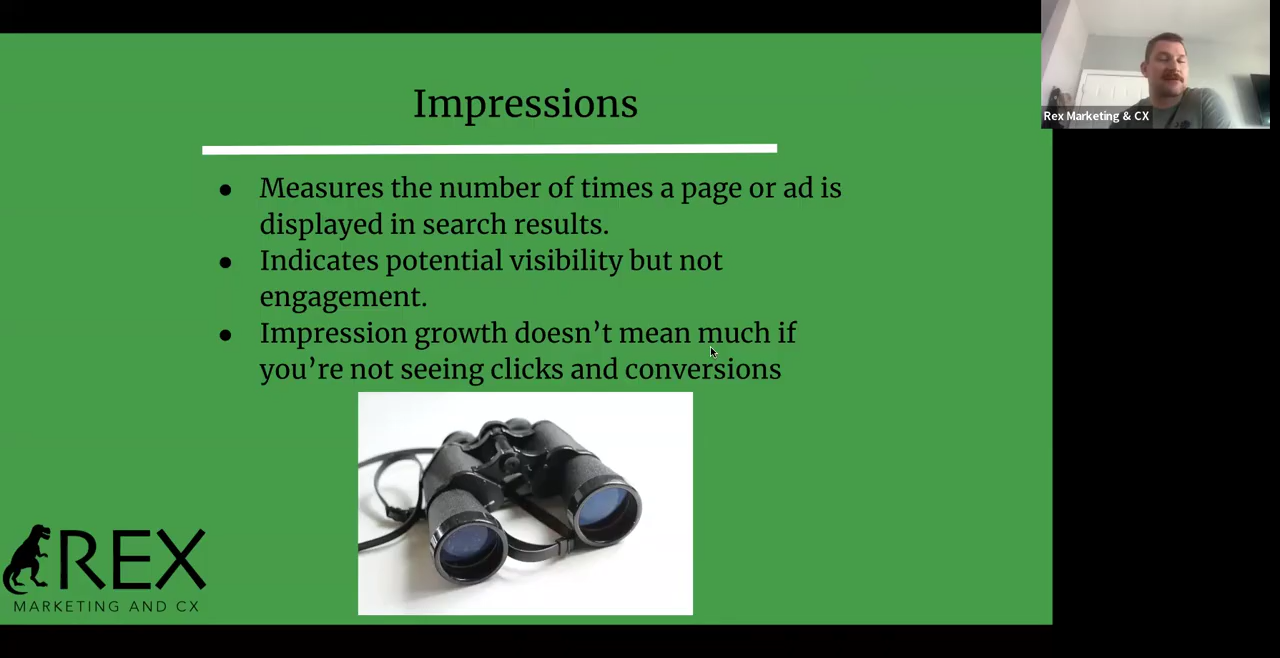 Impressions
● Measures the number of times a page or ad is
displayed in search results.
● Indicates potential visibility but not
engagement.
● Impression growth doesn’t mean much if
you’re not seeing clicks and conversions
REX
MARKETING AND CX
Rex Marketing & CX